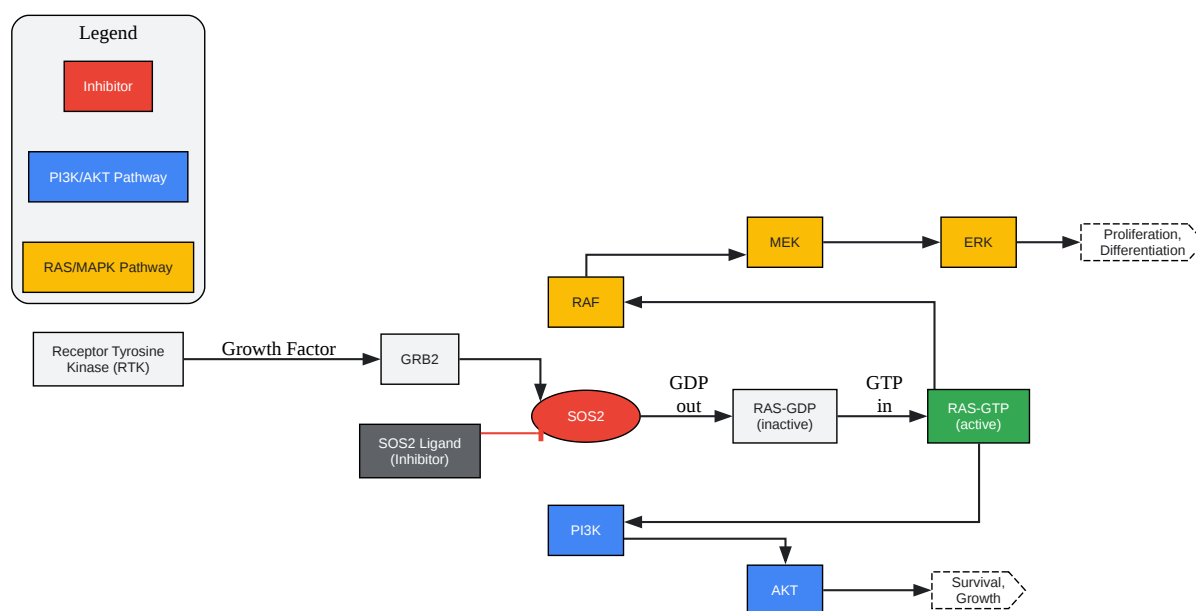 Legend
Inhibitor
PI3K/AKT Pathway
RAS/MAPK Pathway
MEK
ERK
Proliferation,
Differentiation
RAF
Receptor Tyrosine
Kinase (RTK)
Growth Factor
GRB2
SOS2
GDP
out
RAS-GDP
(inactive)
GTP
in
RAS-GTP
(active)
SOS2 Ligand
(Inhibitor)
PI3K
AKT
Survival,
Growth